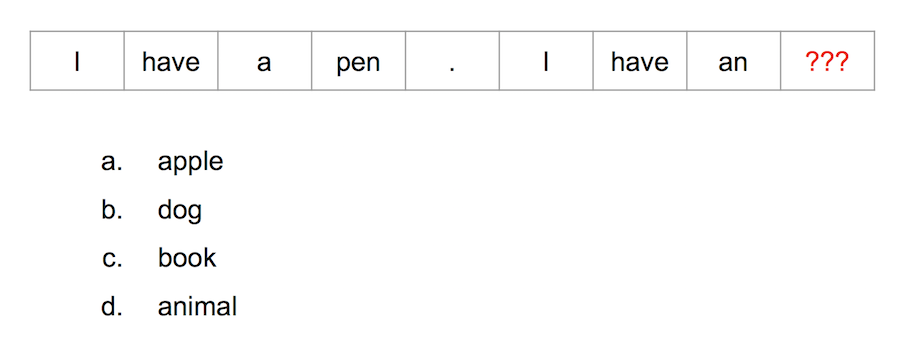 I have a pen . I have an ???
a. apple
b. dog
c. book
d. animal